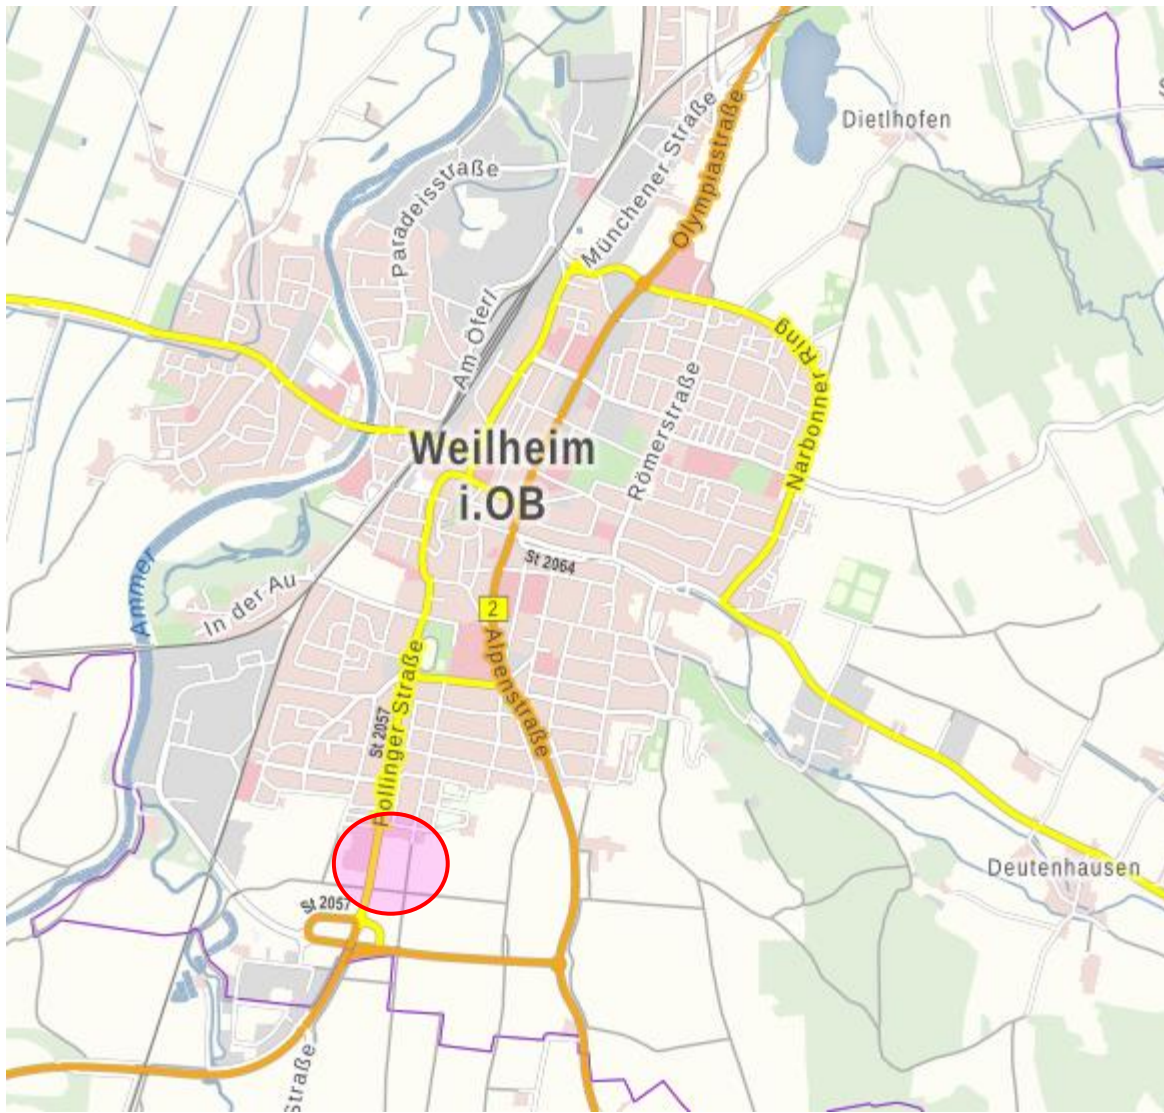 S
Dietlhofen
Olympiastraße
Münchener Straße
Paradeisstraße
Am Öferl
Narbonner Ring
Römerstraße
Weilheim
i.OB
St 2064
Ammer
In der Au
2
Alpenstraße
Pollinger Straße
St 2057
Deutenhausen
St 2057
Straße